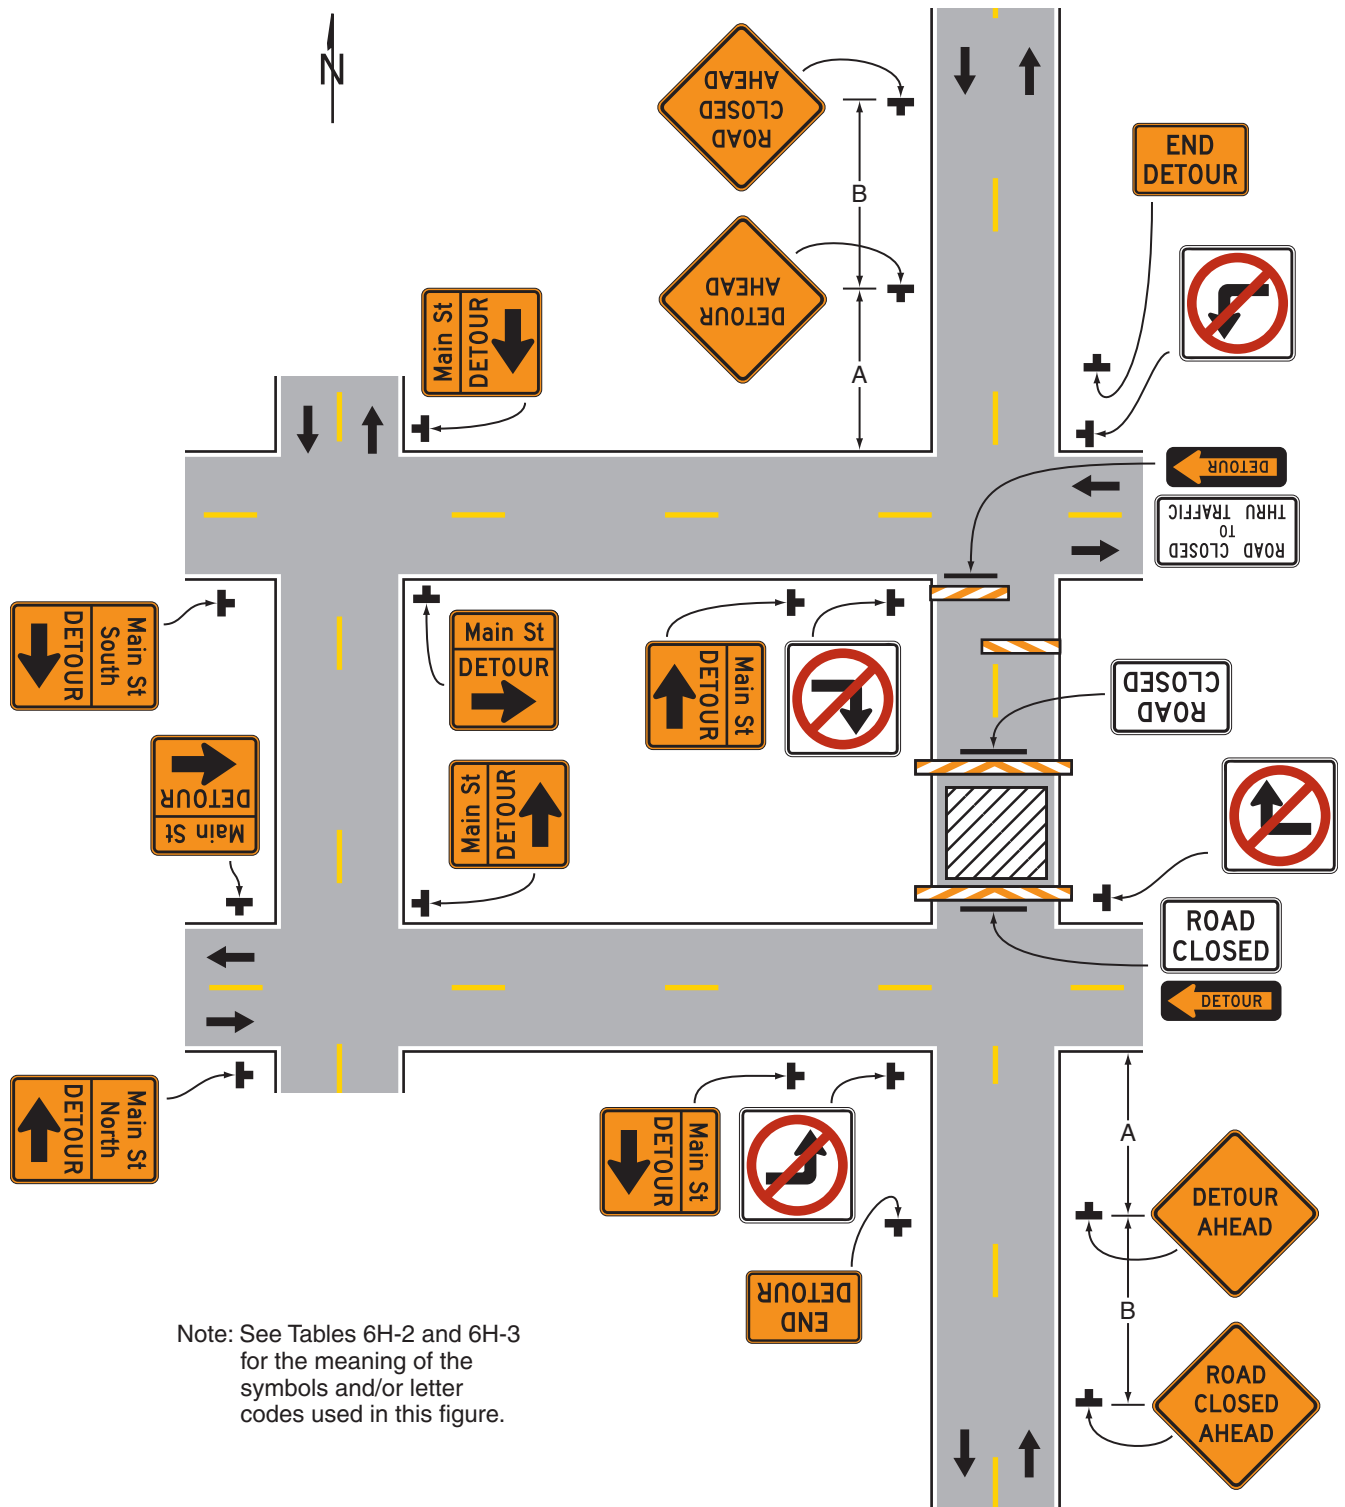 N
ROAD
CLOSED
AHEAD
B
DETOUR
AHEAD
A
END
DETOUR
Main St
DETOUR
DETOUR
ROAD CLOSED
TO
THRU TRAFFIC
Main St
South
DETOUR
Main St
DETOUR
Main St
DETOUR
ROAD
CLOSED
Main St
DETOUR
Main St
DETOUR
ROAD
CLOSED
DETOUR
Main St
North
DETOUR
Main St
DETOUR
A
DETOUR
AHEAD
END
DETOUR
B
ROAD
CLOSED
AHEAD
Note: See Tables 6H-2 and 6H-3
for the meaning of the
symbols and/or letter
codes used in this figure.